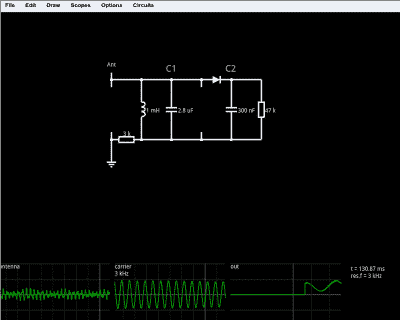 File Edit Draw Scopes Options Circuits
Ant
C1 C2
1 mH 2.8 uF 300 nF 47 k
3 k
antenna carrier out
3 KHz
t = 130.87 ms
res.f = 3 kHz